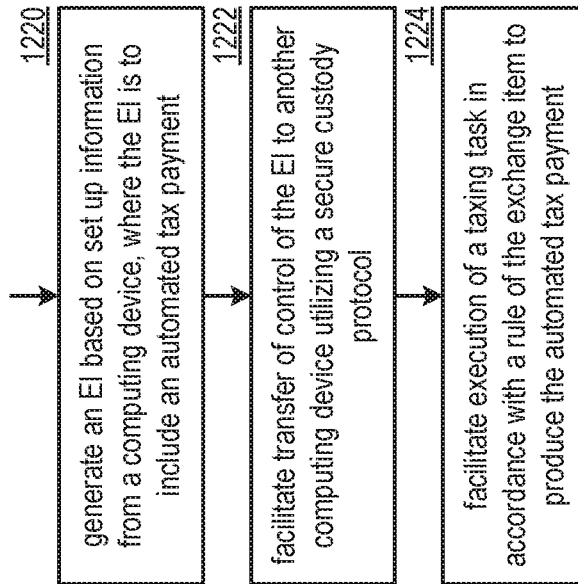 1220
generate an EI based on set up information
from a computing device, where the EI is to
include an automated tax payment
1222
facilitate transfer of control of the EI to another
computing device utilizing a secure custody
protocol
1224
facilitate execution of a taxing task in
accordance with a rule of the exchange item to
produce the automated tax payment